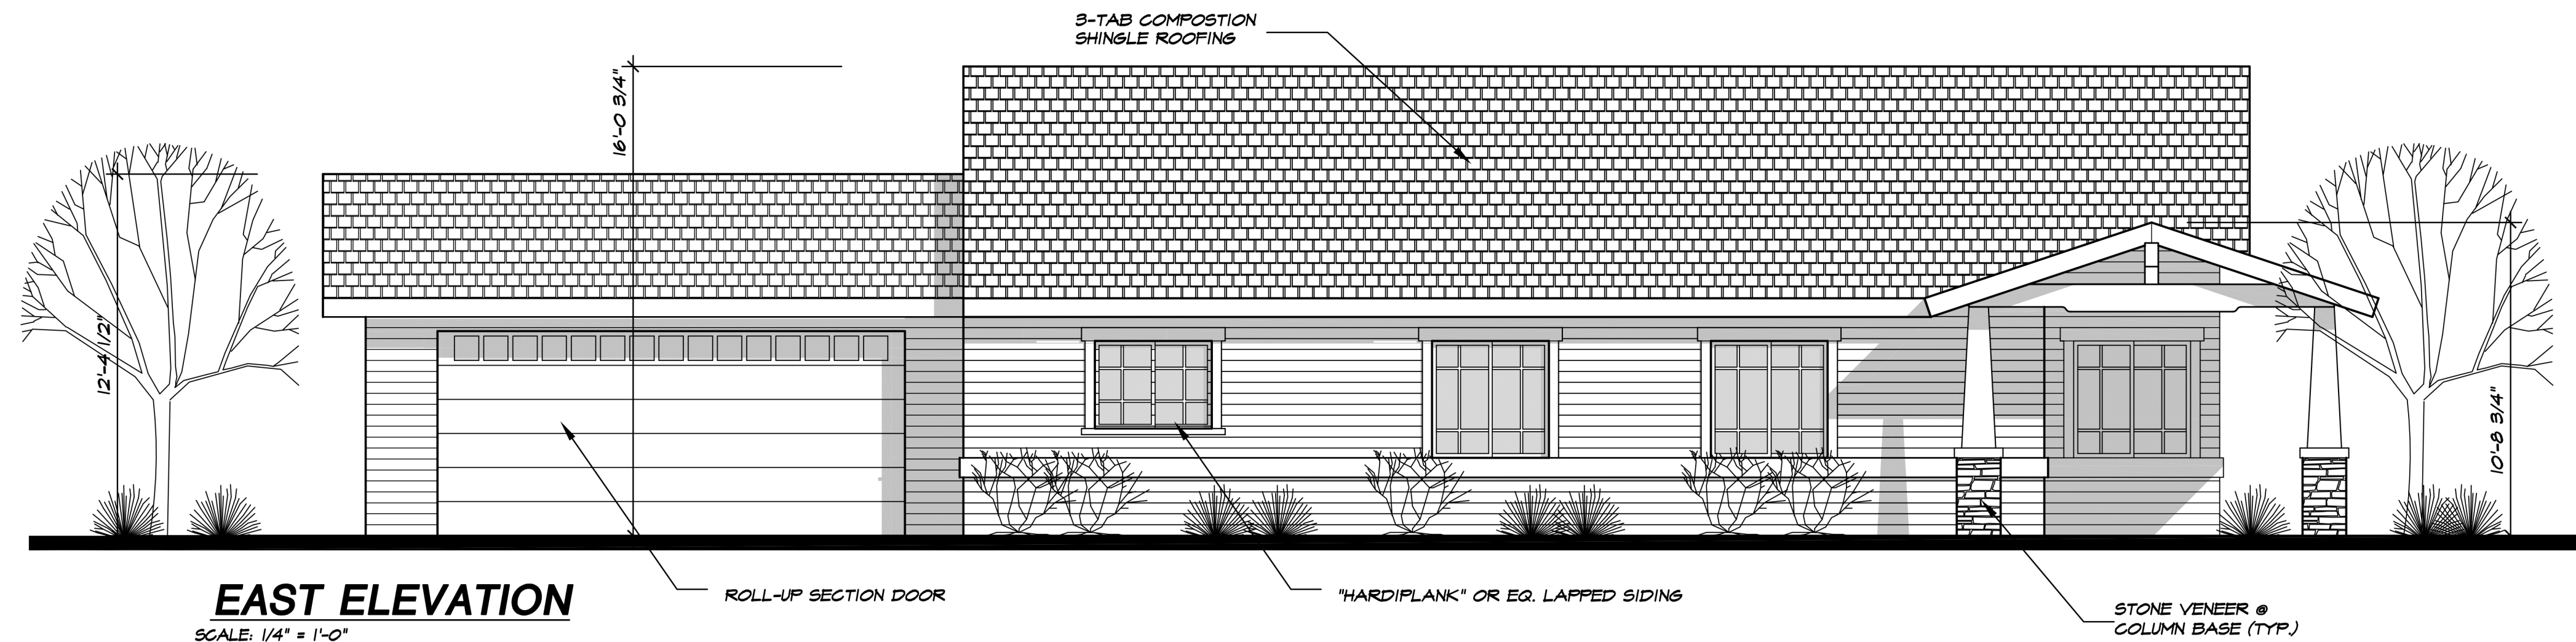 3-TAB COMPOSTION
SHINGLE ROOFING
16'-0 3/4"
12'-4 1/2"
10'-8 3/4"
EAST ELEVATION
SCALE: 1/4" = 1'-0"
ROLL-UP SECTION DOOR
"HARDIPLANK" OR EQ. LAPPED SIDING
STONE VENEER @
COLUMN BASE (TYP.)